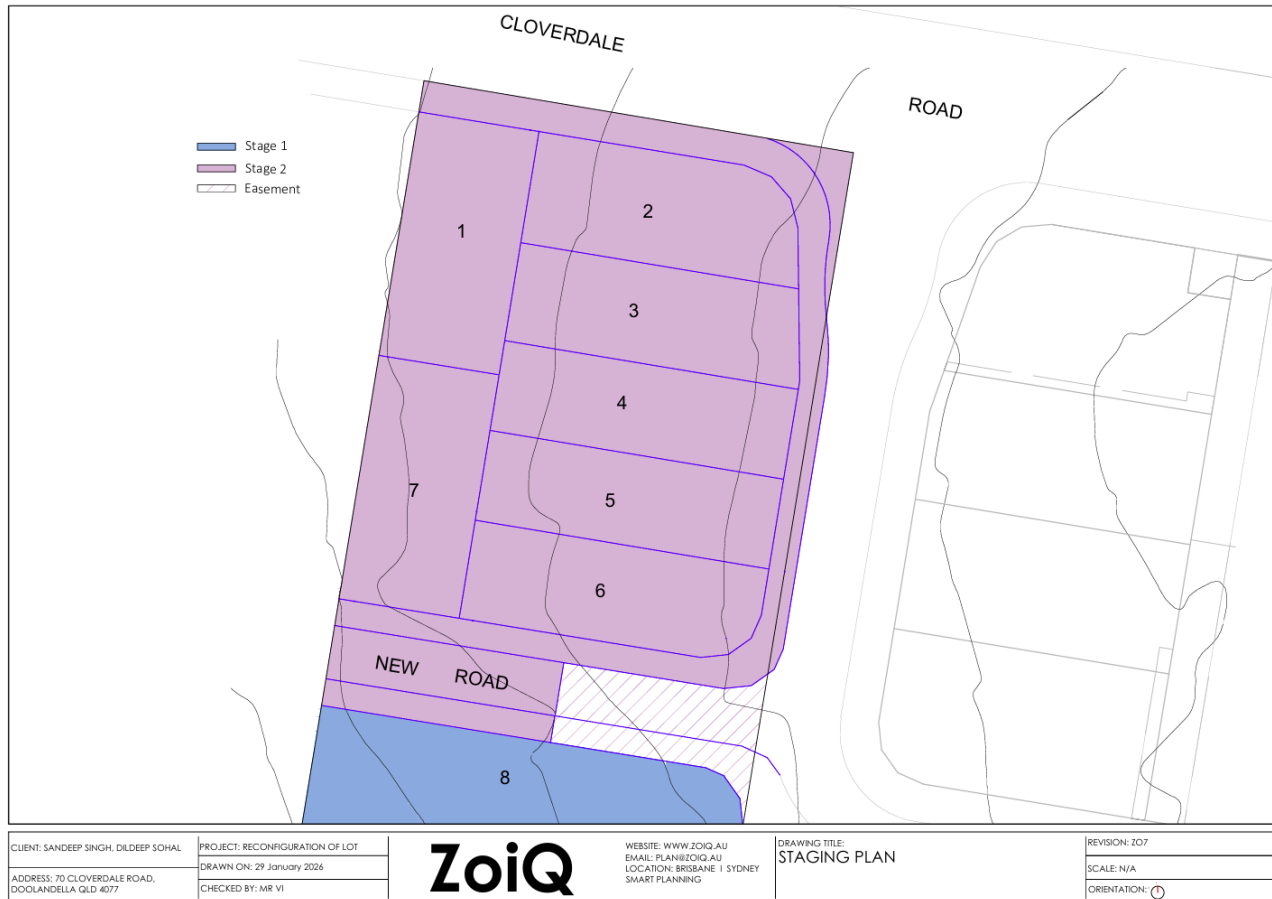 CLOVERDALE
ROAD
Stage 1
Stage 2
Easement
1
2
3
4
5
6
7
NEW ROAD
8
CLIENT: SANDEEP SINGH, DILDEEP SOHAL
ADDRESS: 70 CLOVERDALE ROAD,
DOOLANDELLA QLD 4077
PROJECT: RECONFIGURATION OF LOT
DRAWN ON: 29 January 2026
CHECKED BY: MR VI
ZoiQ
WEBSITE: WWW.ZOIQ.AU
EMAIL: PLAN@ZOIQ.AU
LOCATION: BRISBANE I SYDNEY
SMART PLANNING
DRAWING TITLE:
STAGING PLAN
REVISION: ZO7
SCALE: N/A
ORIENTATION: